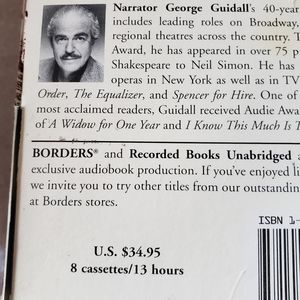 Narrator George Guidall's 40-year
includes leading roles on Broadway,
regional theatres across the country. T
Award, he has appeared in over 75 p
Shakespeare to Neil Simon. He has
operas in New York as well as in TV
Order, The Equalizer, and Spencer for Hire. One of
most acclaimed readers, Guidall received Audie Awa
of A Widow for One Year and I Know This Much Is T
BORDERS® and Recorded Books Unabridged a
exclusive audiobook production. If you've enjoyed li
we invite you to try other titles from our outstanding
at Borders stores.
ISBN 1-
U.S. $34.95
8 cassettes/13 hours